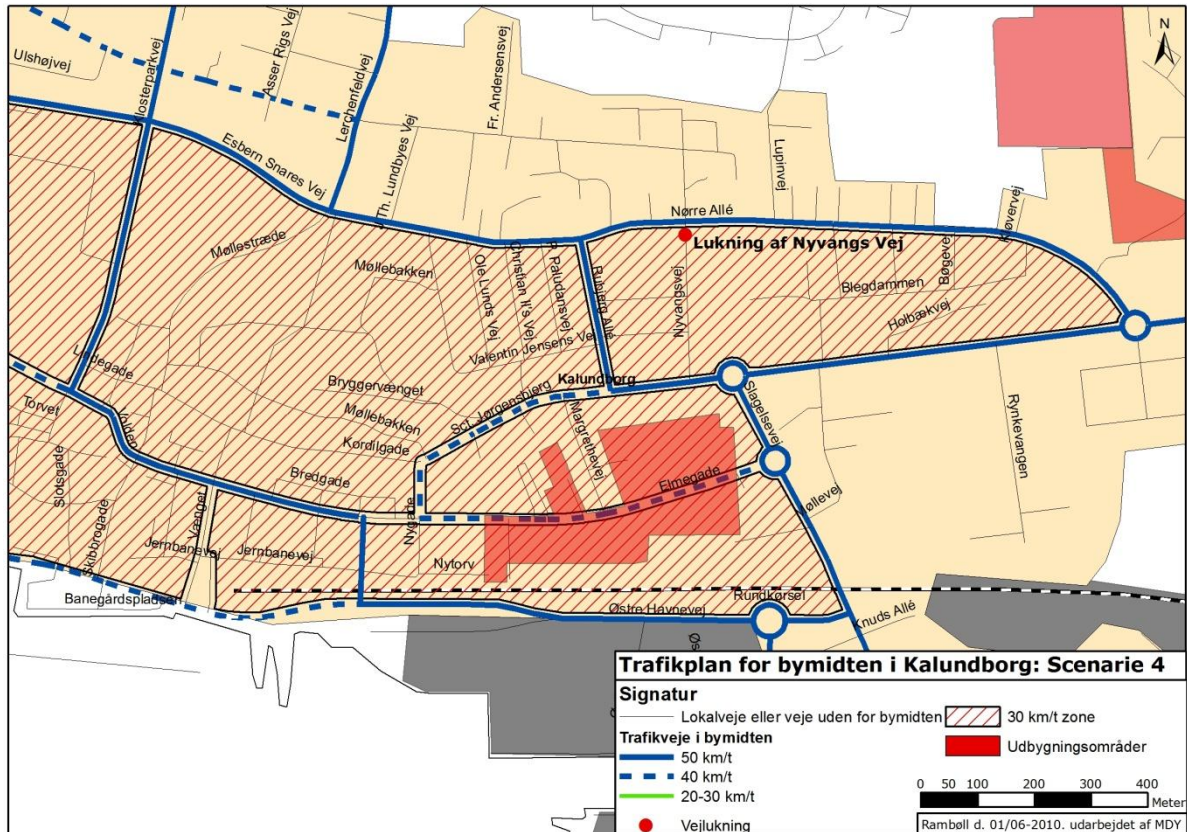 N
Ulshøjvej
Klosterparkvej
Asser Rigs Vej
Lerchenfeldvej
Fr. Andersensvej
J.Th. Lundbyes Vej
Lupinvej
Esbern Snares Vej
Nørre Allé
Kløvervej
Lukning af Nyvangs Vej
Møllestræde
Møllebakken
Ole Lunds Vej
Christian II's Vej
P. Paludansvej
Rubjerg Allé
Nyvangsvej
Blegdammen
Bøgevej
Holbækvej
Valentin Jensens Vej
Lindegade
Bryggervænget
Kalundborg
Sct. Jørgensbjerg
Margrethevej
Slagelsevej
Torvet
Volden
Møllebakken
Kordilgade
Bredgade
Rynkevangen
Slotsgade
Elmegade
Møllevej
Vænget
Nygade
Skibbrogade
Jernbanevej
Jernbanevej
Nytorv
Banegårdspladsen
Østre Havnevej
Rundkørsel
Knuds Allé
Øs
Trafikplan for bymidten i Kalundborg: Scenarie 4
Signatur
Lokalveje eller veje uden for bymidten
30 km/t zone
Trafikveje i bymidten
50 km/t
Udbygningsområder
40 km/t
20-30 km/t
0 50 100 200 300 400
Meter
Vejlukning
Rambøll d. 01/06-2010. udarbejdet af MDY